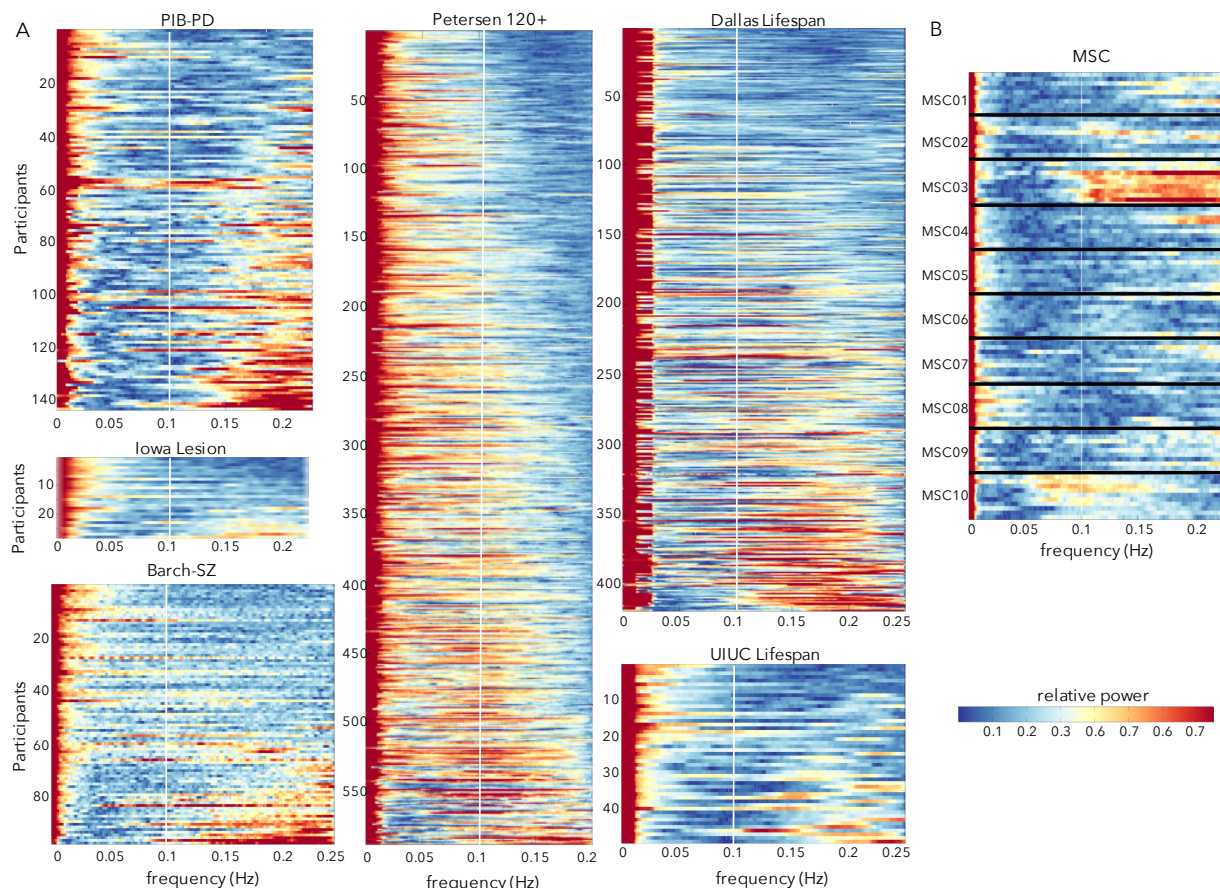 A
PIB-PD
Participants
20
40
60
80
100
120
140
0 0.05 0.1 0.15 0.2
Iowa Lesion
Participants
10
20
0 0.05 0.1 0.15 0.2
Barch-SZ
Participants
20
40
60
80
0 0.05 0.1 0.15 0.2 0.25
frequency (Hz)
Petersen 120+
50
100
150
200
250
300
350
400
450
500
550
0 0.05 0.1 0.15 0.2
frequency (Hz)
Dallas Lifespan
50
100
150
200
250
300
350
400
0 0.05 0.1 0.15 0.2 0.25
UIUC Lifespan
10
20
30
40
0 0.05 0.1 0.15 0.2 0.25
frequency (Hz)
B
MSC
MSC01
MSC02
MSC03
MSC04
MSC05
MSC06
MSC07
MSC08
MSC09
MSC10
0 0.05 0.1 0.15 0.2
frequency (Hz)
relative power
0.1 0.2 0.3 0.6 0.7 0.6 0.7